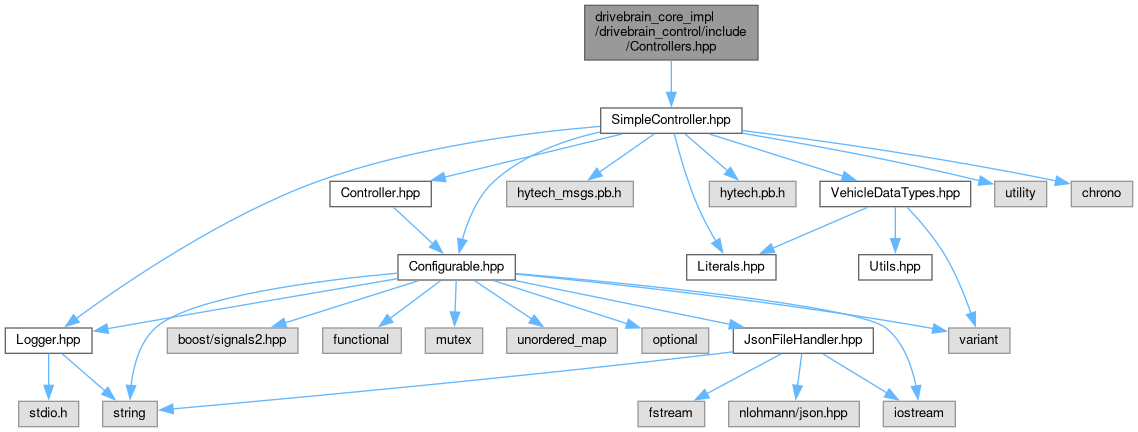 drivebrain_core_impl
/drivebrain_control/include
/Controllers.hpp
SimpleController.hpp
Controller.hpp
hytech_msgs.pb.h
hytech.pb.h
VehicleDataTypes.hpp
utility
chrono
Configurable.hpp
Literals.hpp
Utils.hpp
Logger.hpp
boost/signals2.hpp
functional
mutex
unordered_map
optional
JsonFileHandler.hpp
variant
stdio.h
string
fstream
nlohmann/json.hpp
iostream